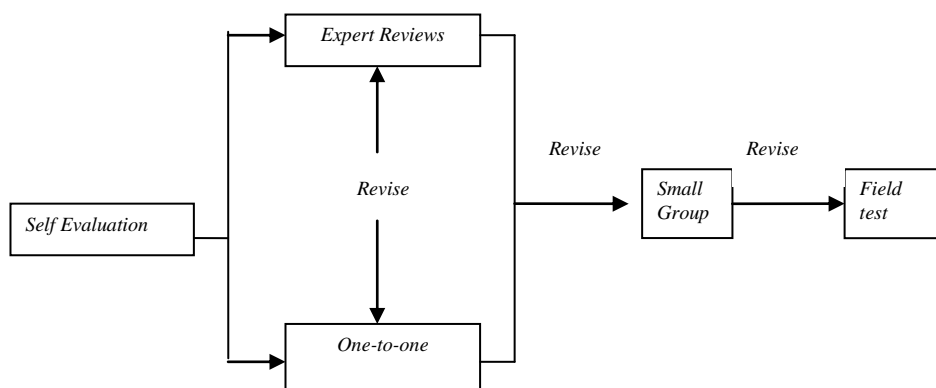 Expert Reviews
Revise
Revise
Revise
Self Evaluation
Small
Group
Field
test
One-to-one